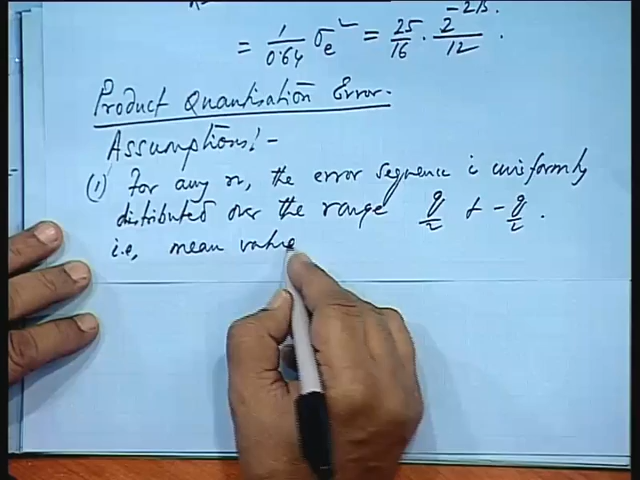 = 1/0.64 σe² = 25/16 · 2^-2B/12 .
Product Quantisation Error.
Assumptions! -
(1) For any n, the error sequence is uniformly
distributed over the range q/2 & -q/2 .
i.e, mean value